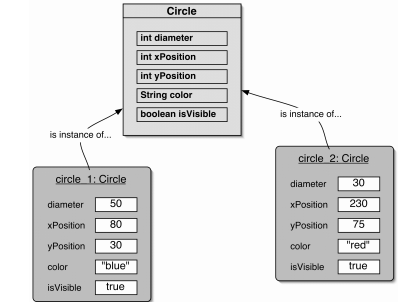 Circle
int diameter
int xPosition
int yPosition
String color
boolean isVisible
is instance of...
is instance of...
circle_1: Circle
diameter 50
xPosition 80
yPosition 30
color "blue"
isVisible true
circle_2: Circle
diameter 30
xPosition 230
yPosition 75
color "red"
isVisible true